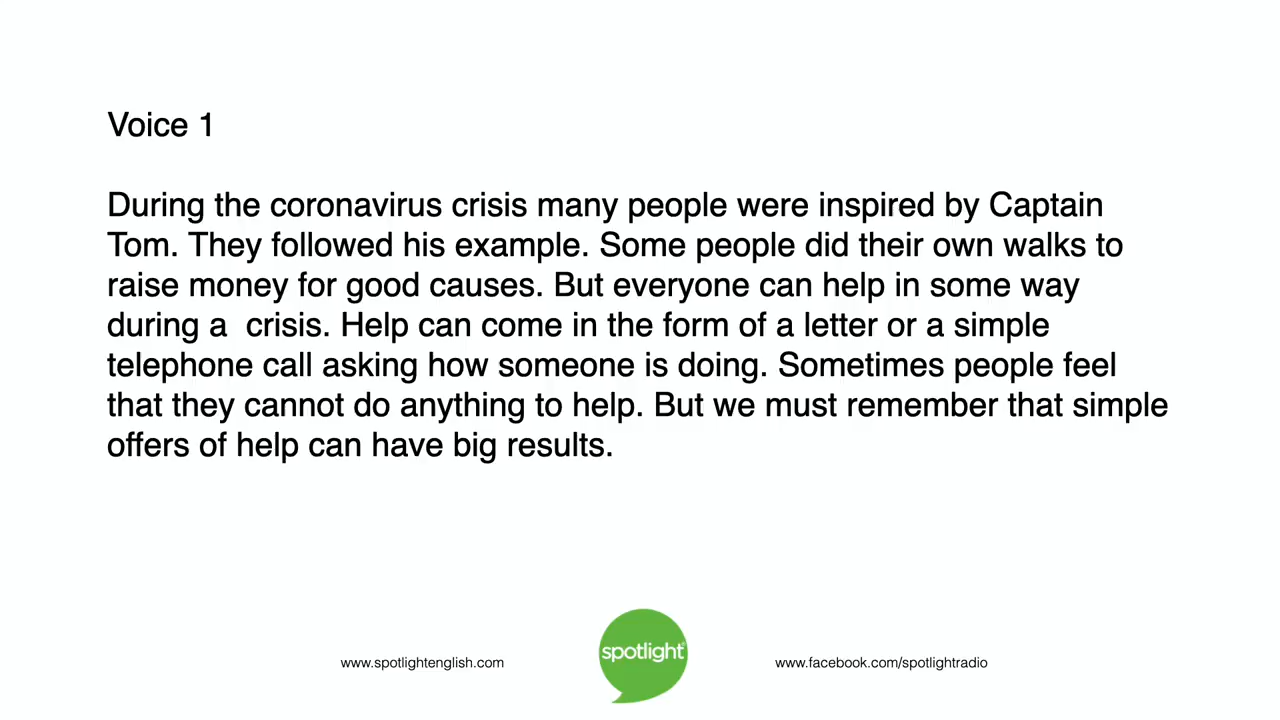 Voice 1
During the coronavirus crisis many people were inspired by Captain
Tom. They followed his example. Some people did their own walks to
raise money for good causes. But everyone can help in some way
during a  crisis. Help can come in the form of a letter or a simple
telephone call asking how someone is doing. Sometimes people feel
that they cannot do anything to help. But we must remember that simple
offers of help can have big results.
www.spotlightenglish.com
spotlight
www.facebook.com/spotlightradio